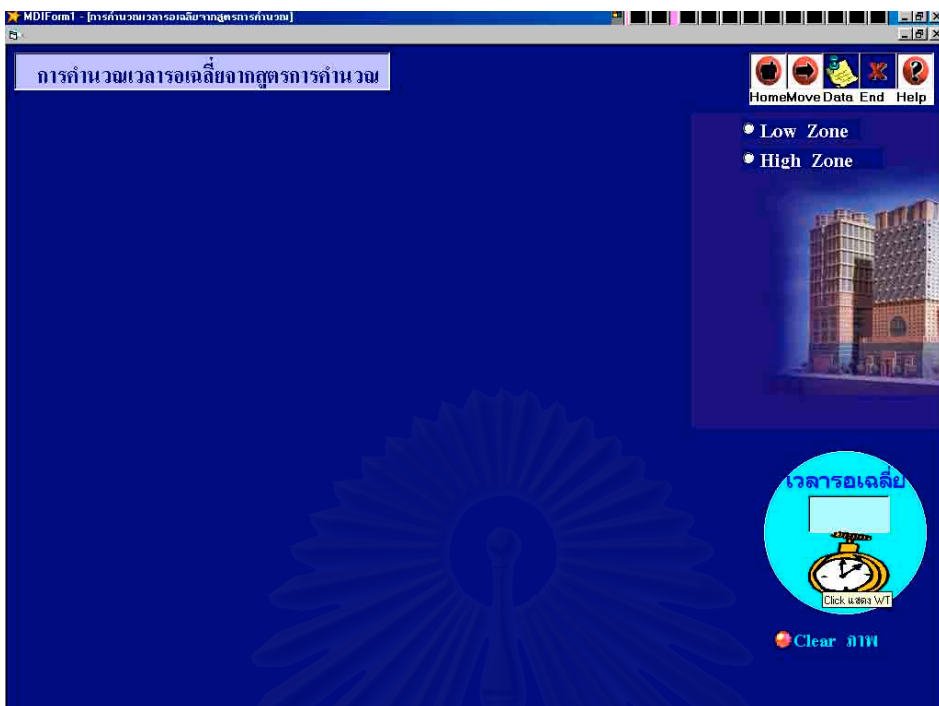 MDIForm1 - [การคำนวณเวลารอเฉลี่ยจากสูตรการคำนวณ]
การคำนวณเวลารอเฉลี่ยจากสูตรการคำนวณ
Home Move Data End Help
Low Zone
High Zone
เวลารอเฉลี่ย
Click แสดง WT
Clear ภาพ